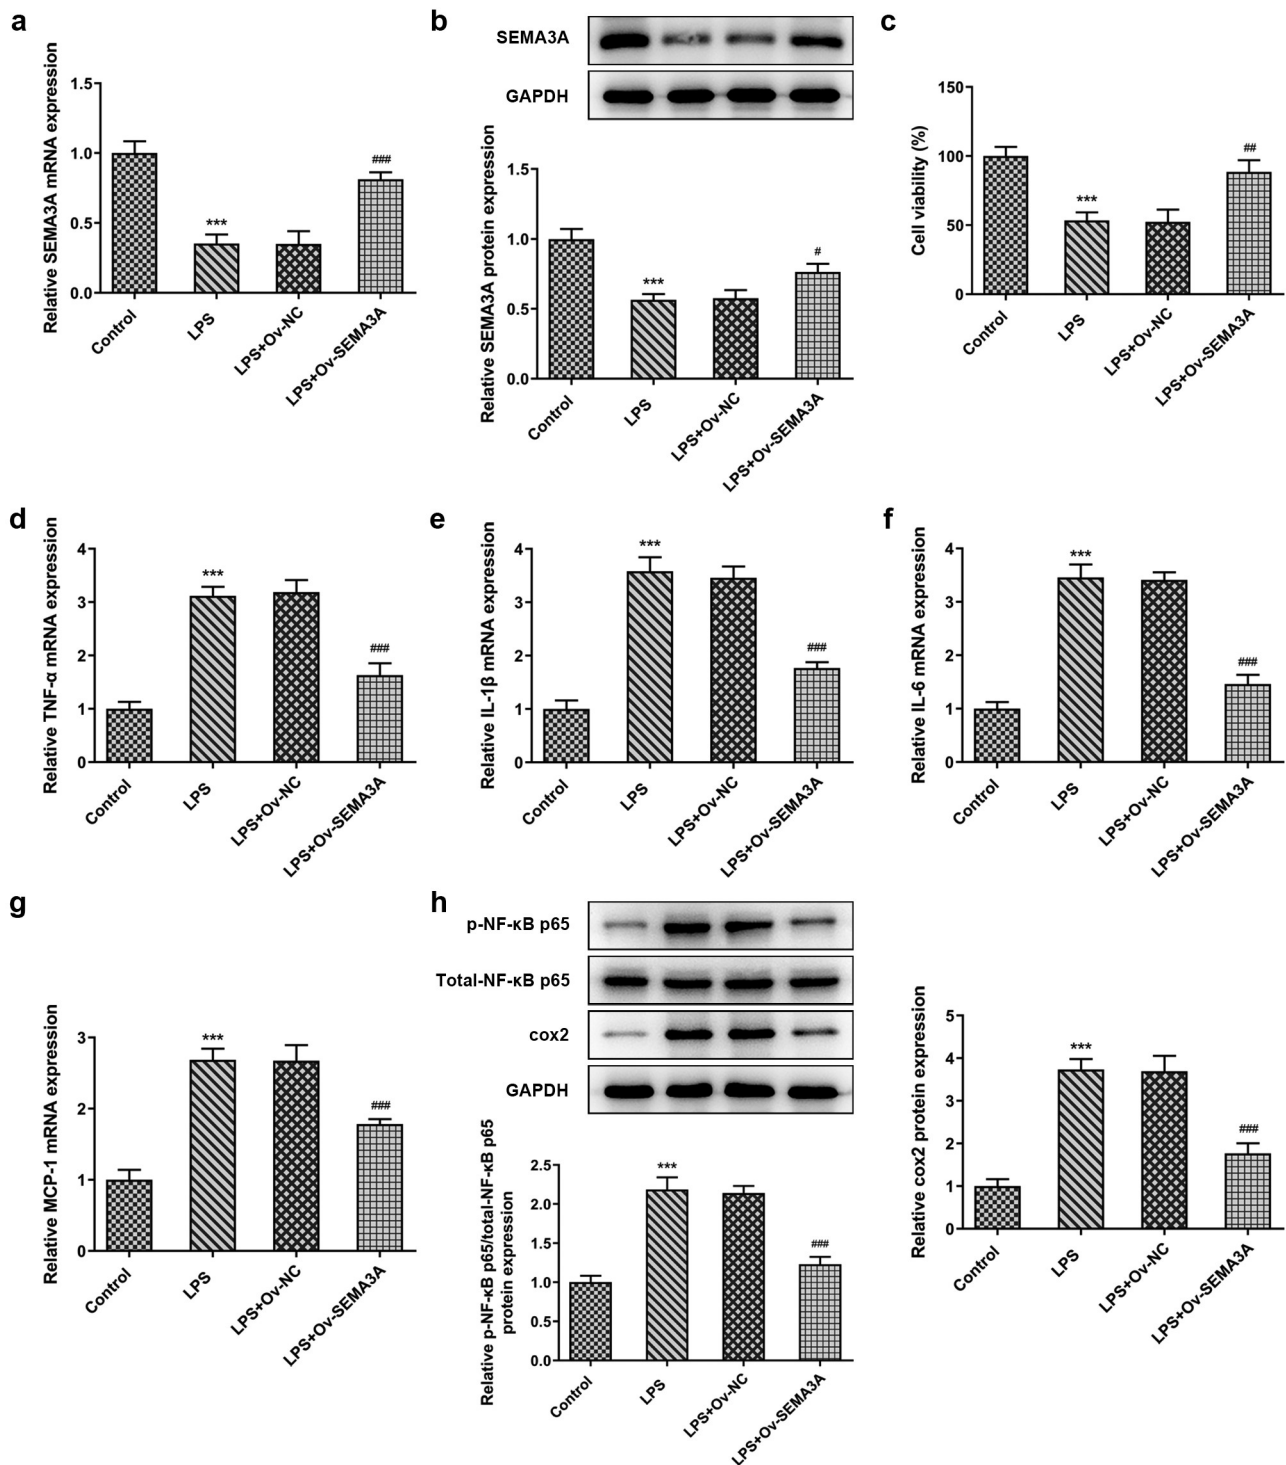 a
Relative SEMA3A mRNA expression
1.5
1.0
0.5
0.0
***
###
Control
LPS
LPS+Ov-NC
LPS+Ov-SEMA3A
b
SEMA3A
GAPDH
Relative SEMA3A protein expression
1.5
1.0
0.5
0.0
***
#
Control
LPS
LPS+Ov-NC
LPS+Ov-SEMA3A
c
Cell viability (%)
150
100
50
0
***
##
Control
LPS
LPS+Ov-NC
LPS+Ov-SEMA3A
d
Relative TNF-α mRNA expression
4
3
2
1
0
***
###
Control
LPS
LPS+Ov-NC
LPS+Ov-SEMA3A
e
Relative IL-1β mRNA expression
4
3
2
1
0
***
###
Control
LPS
LPS+Ov-NC
LPS+Ov-SEMA3A
f
Relative IL-6 mRNA expression
4
3
2
1
0
***
###
Control
LPS
LPS+Ov-NC
LPS+Ov-SEMA3A
g
Relative MCP-1 mRNA expression
3
2
1
0
***
###
Control
LPS
LPS+Ov-NC
LPS+Ov-SEMA3A
h
p-NF-κB p65
Total-NF-κB p65
cox2
GAPDH
Relative p-NF-κB p65/total-NF-κB p65
protein expression
2.5
2.0
1.5
1.0
0.5
0.0
***
###
Control
LPS
LPS+Ov-NC
LPS+Ov-SEMA3A
Relative cox2 protein expression
5
4
3
2
1
0
***
###
Control
LPS
LPS+Ov-NC
LPS+Ov-SEMA3A